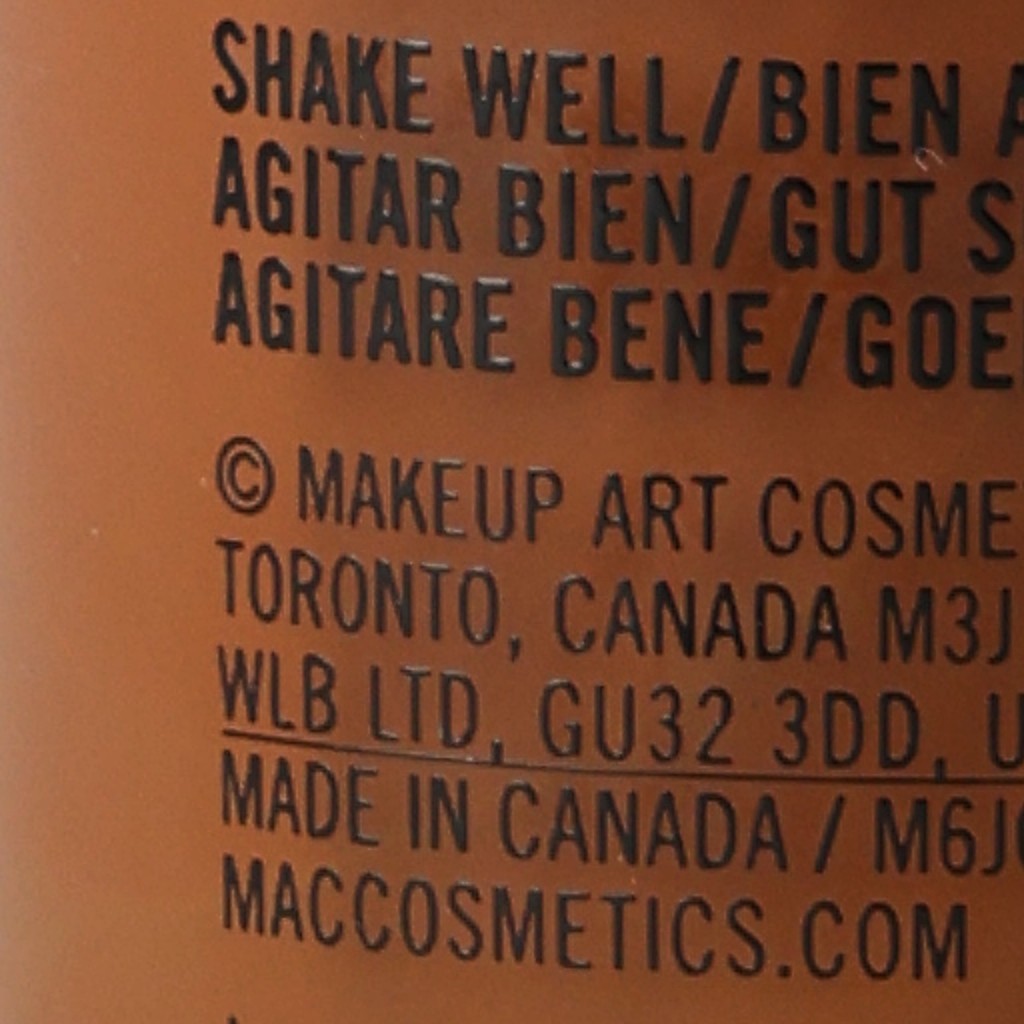 SHAKE WELL/BIEN A
AGITAR BIEN/GUT S
AGITARE BENE/GOE
© MAKEUP ART COSME
TORONTO, CANADA M3J
WLB LTD, GU32 3DD, U
MADE IN CANADA / M6J
MACCOSMETICS.COM